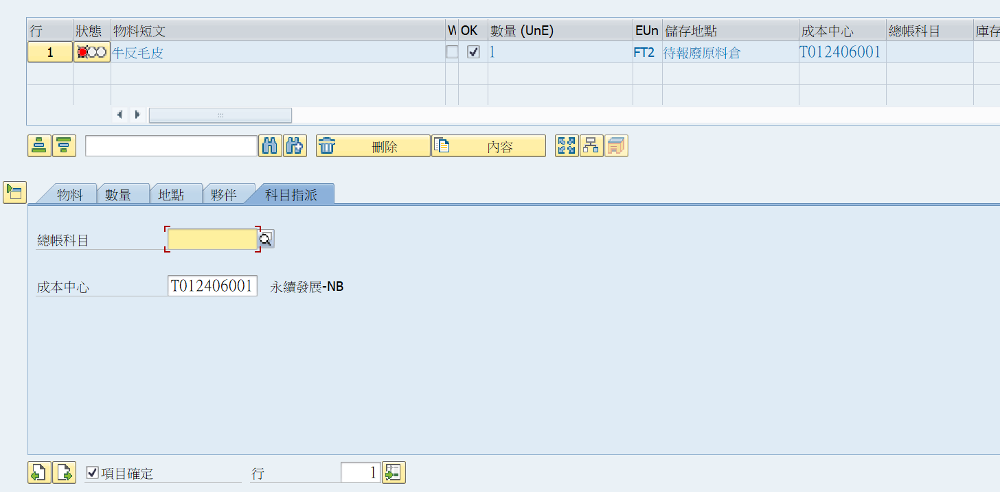 行 狀態 物料短文 W OK 數量 (UnE) EUn 儲存地點 成本中心 總帳科目 庫存
1 牛反毛皮 1 FT2 待報廢原料倉 T012406001
刪除 內容
物料 數量 地點 夥伴 科目指派
總帳科目
成本中心 T012406001 永續發展-NB
項目確定 行 1